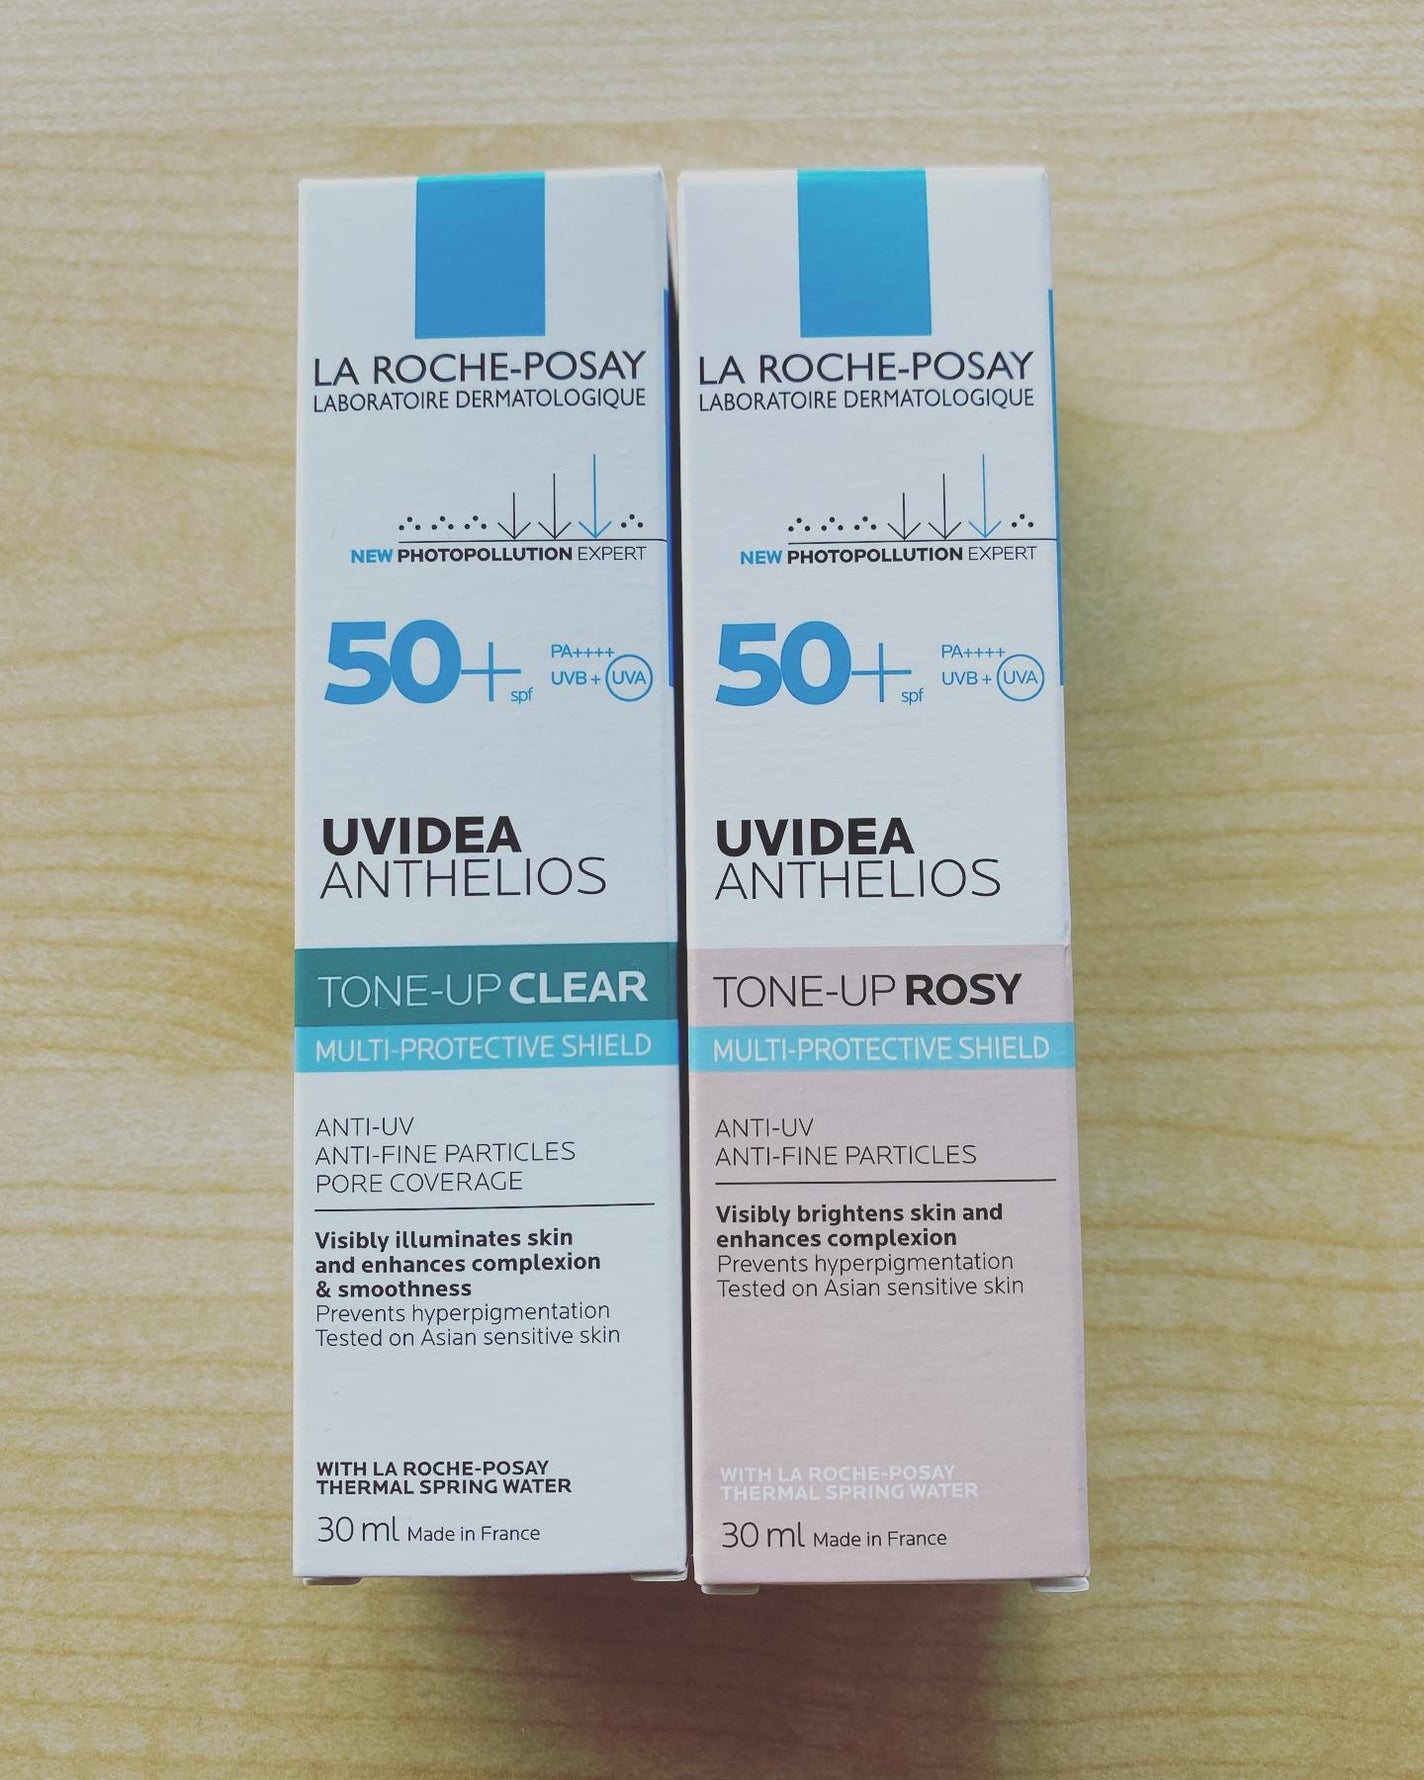 LA ROCHE-POSAY
LABORATOIRE DERMATOLOGIQUE
NEW PHOTOPOLLUTION EXPERT
50+ spf
PA++++
UVB + UVA
UVIDEA
ANTHELIOS
TONE-UP CLEAR
MULTI-PROTECTIVE SHIELD
ANTI-UV
ANTI-FINE PARTICLES
PORE COVERAGE
Visibly illuminates skin
and enhances complexion
& smoothness
Prevents hyperpigmentation
Tested on Asian sensitive skin
WITH LA ROCHE-POSAY
THERMAL SPRING WATER
30 ml Made in France
LA ROCHE-POSAY
LABORATOIRE DERMATOLOGIQUE
NEW PHOTOPOLLUTION EXPERT
50+ spf
PA++++
UVB + UVA
UVIDEA
ANTHELIOS
TONE-UP ROSY
MULTI-PROTECTIVE SHIELD
ANTI-UV
ANTI-FINE PARTICLES
Visibly brightens skin and
enhances complexion
Prevents hyperpigmentation
Tested on Asian sensitive skin
WITH LA ROCHE-POSAY
THERMAL SPRING WATER
30 ml Made in France